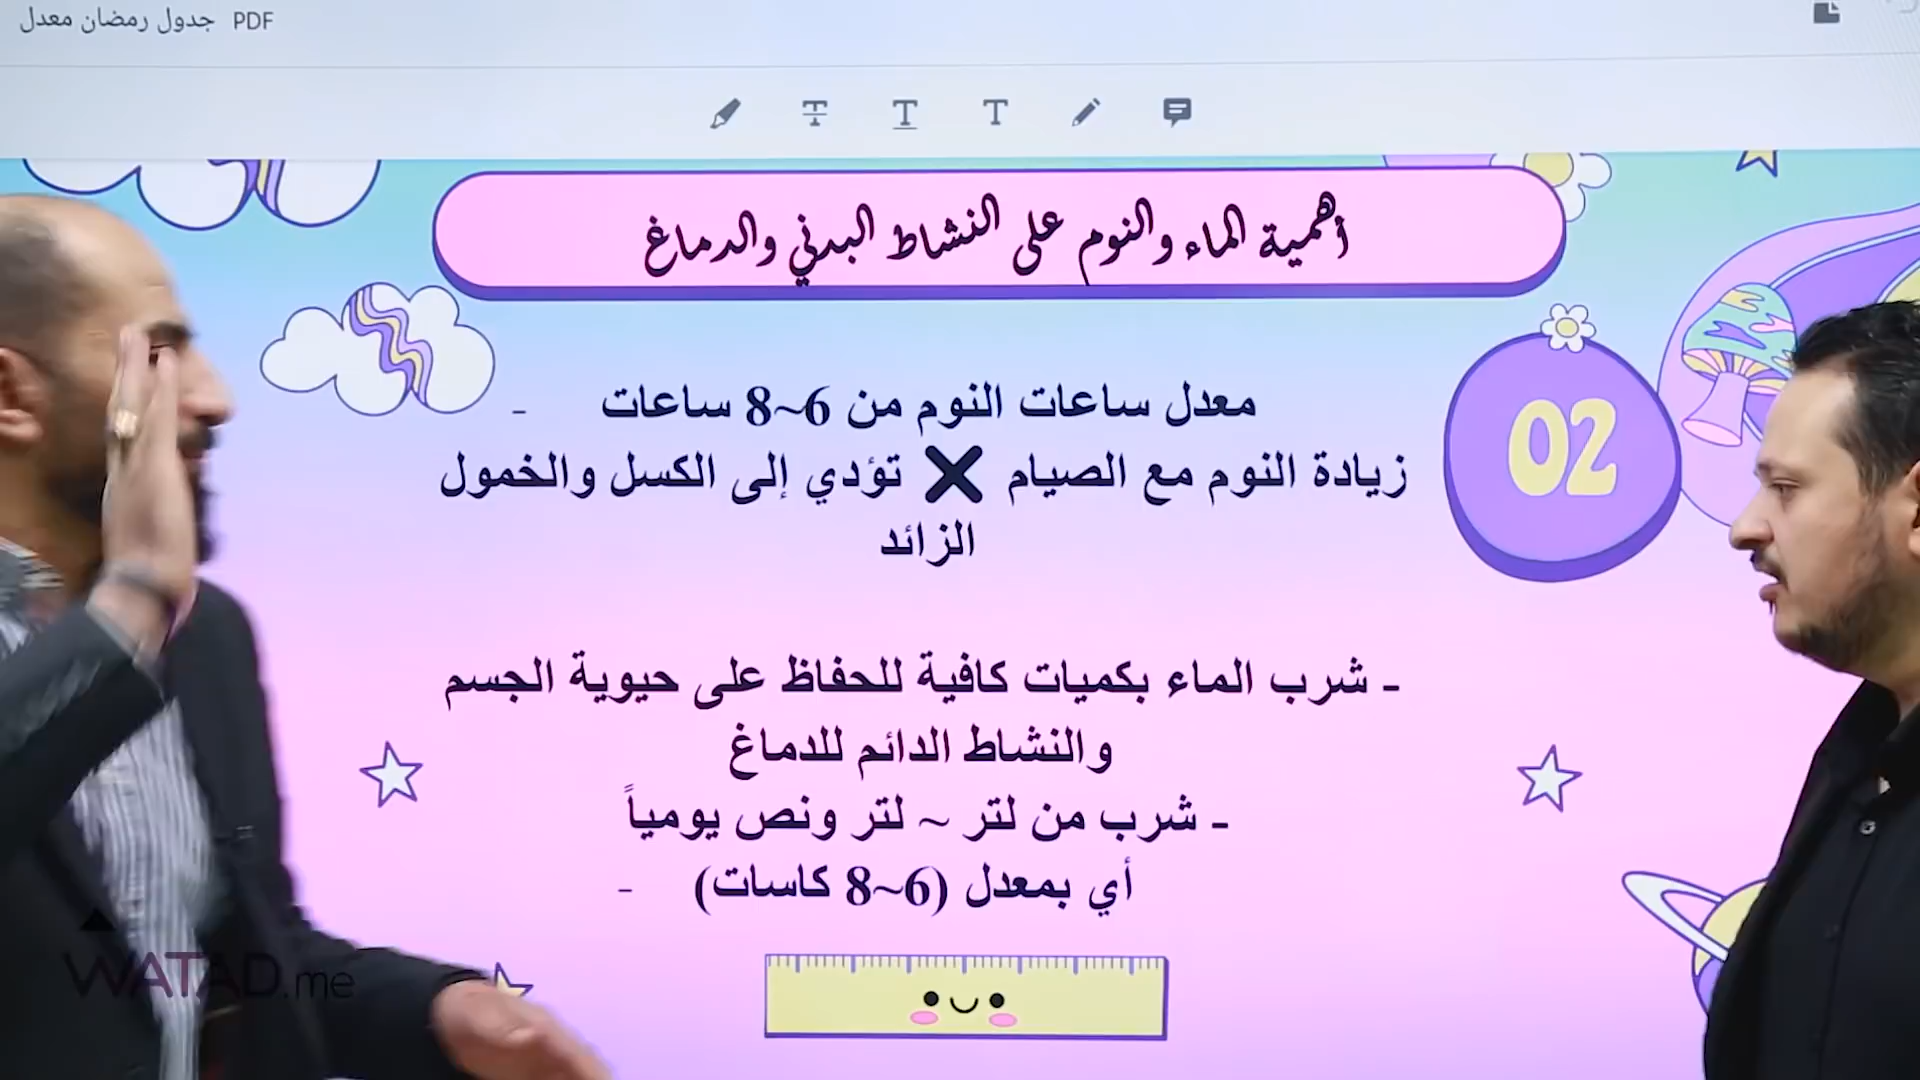 جدول رمضان معدل PDF
أهمية الماء والنوم على النشاط البدني والدماغ
02
معدل ساعات النوم من 6~8 ساعات -
زيادة النوم مع الصيام ❌ تؤدي إلى الكسل والخمول
الزائد
- شرب الماء بكميات كافية للحفاظ على حيوية الجسم
والنشاط الدائم للدماغ
- شرب من لتر ~ لتر ونص يومياً
أي بمعدل (6~8 كاسات) -
WATAD.me